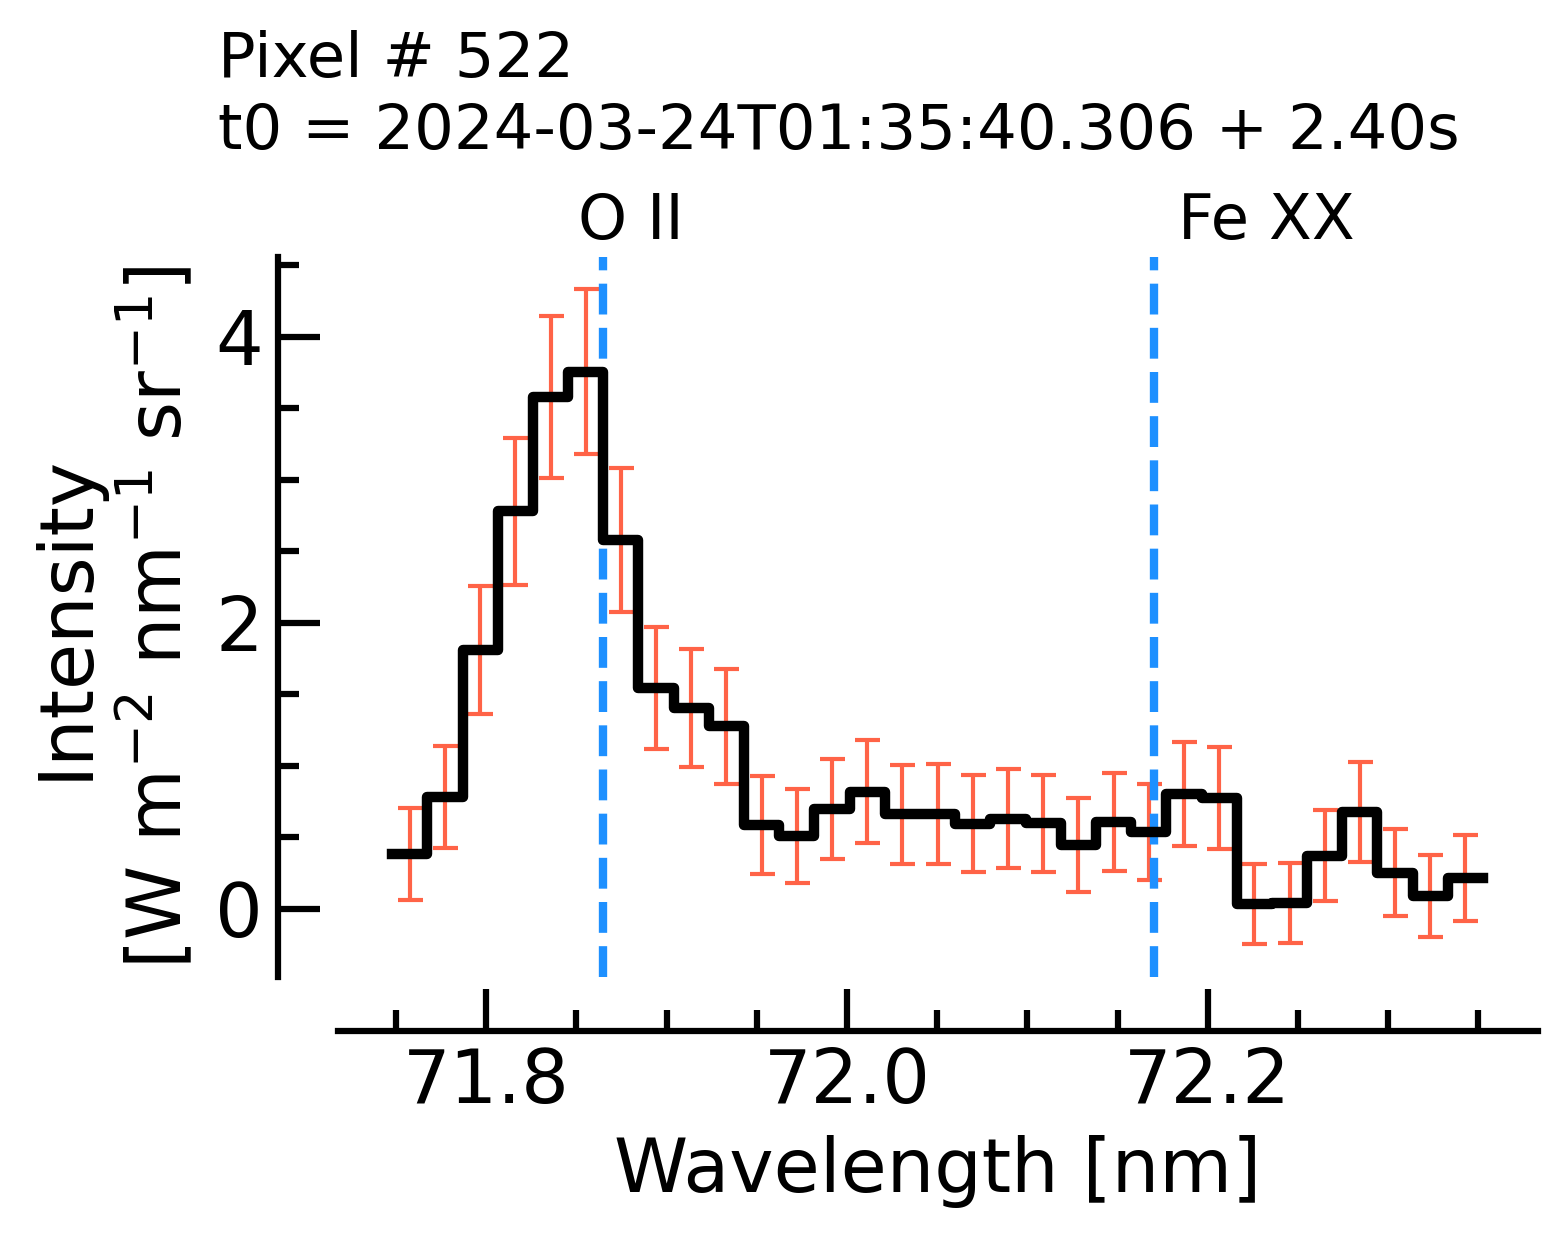 Pixel # 522
t0 = 2024-03-24T01:35:40.306 + 2.40s
O II
Fe XX
Intensity
[W m⁻² nm⁻¹ sr⁻¹]
4
2
0
71.8
72.0
72.2
Wavelength [nm]